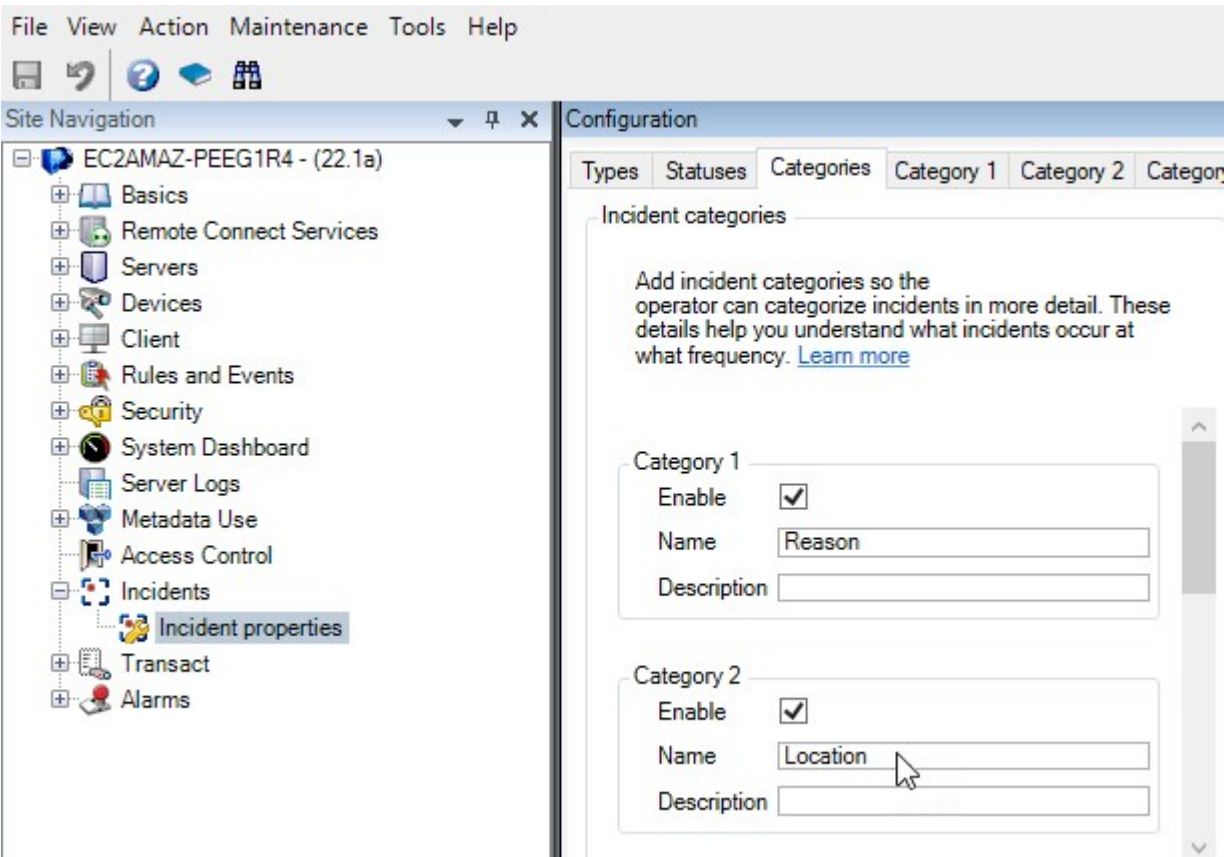 File View Action Maintenance Tools Help
Site Navigation
EC2AMAZ-PEEG1R4 - (22.1a)
Basics
Remote Connect Services
Servers
Devices
Client
Rules and Events
Security
System Dashboard
Server Logs
Metadata Use
Access Control
Incidents
Incident properties
Transact
Alarms
Configuration
Types Statuses Categories Category 1 Category 2 Category
Incident categories
Add incident categories so the
operator can categorize incidents in more detail. These
details help you understand what incidents occur at
what frequency. Learn more
Category 1
Enable
Name Reason
Description
Category 2
Enable
Name Location
Description